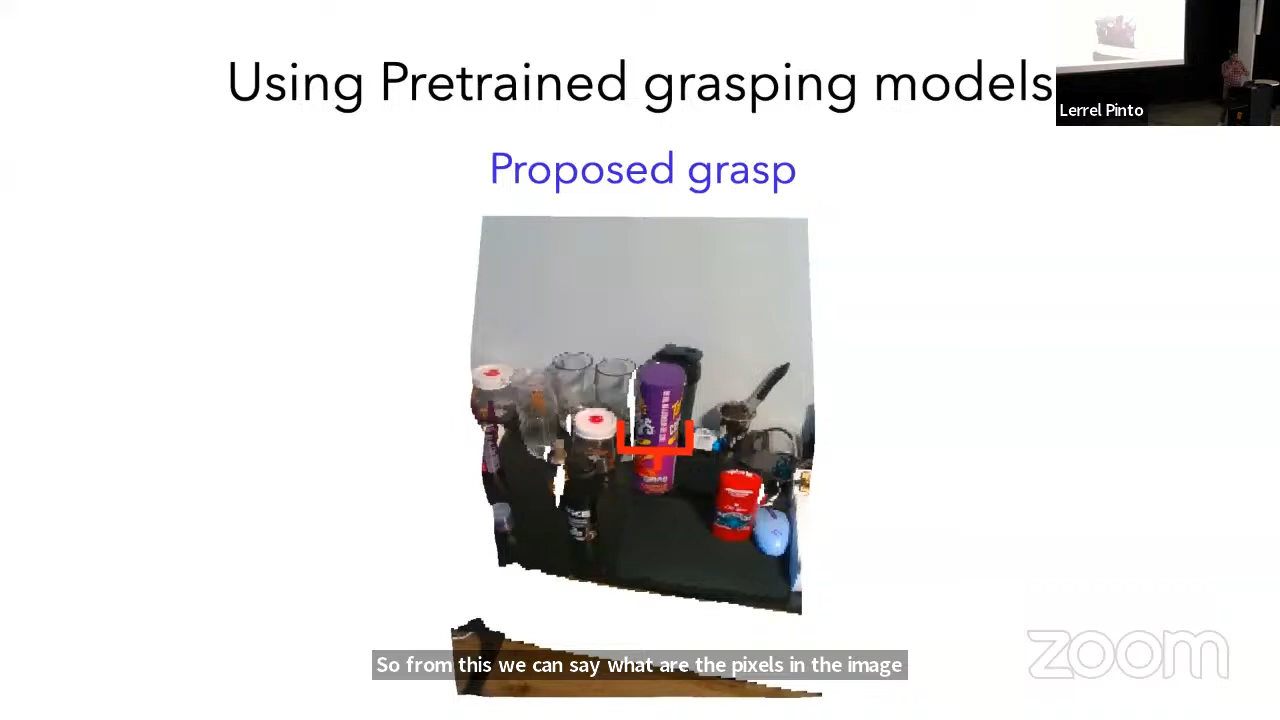 Using Pretrained grasping models
Lerrel Pinto
Proposed grasp
So from this we can say what are the pixels in the image
zoom